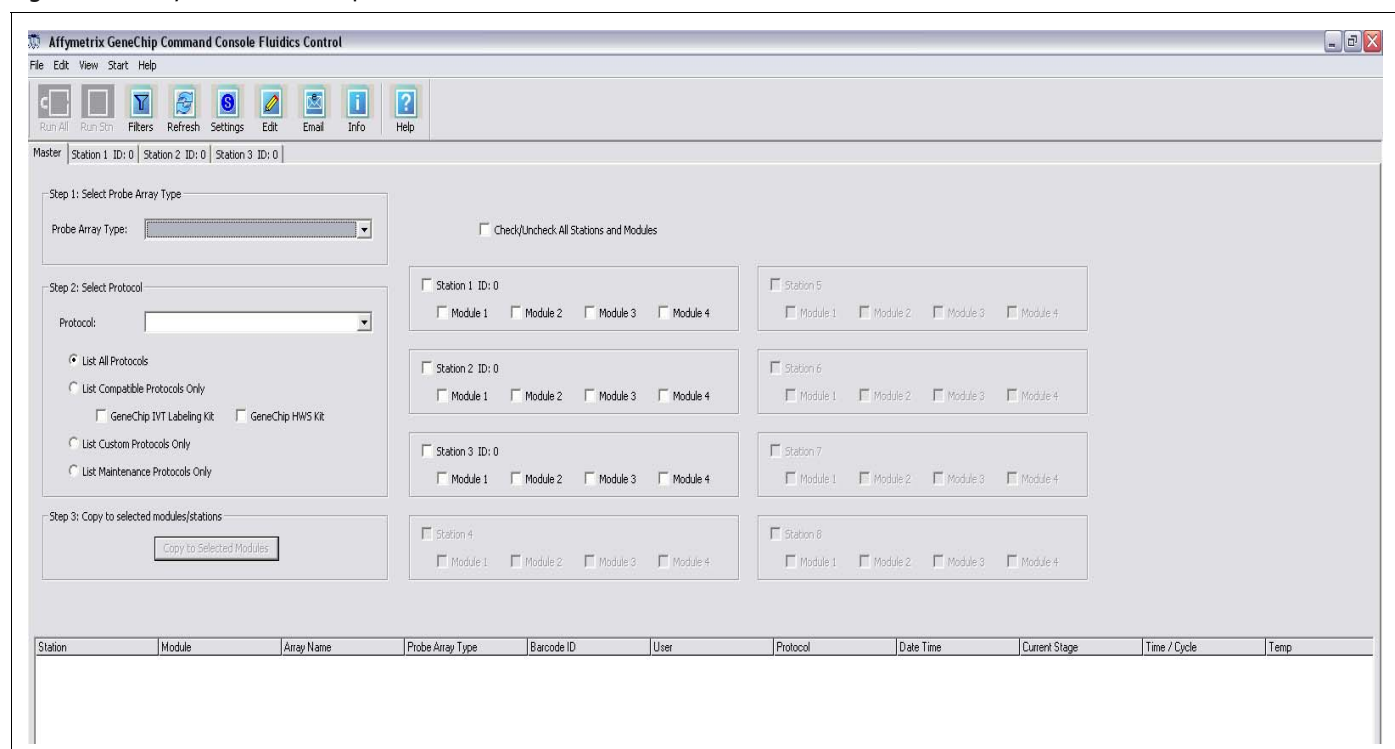 Affymetrix GeneChip Command Console Fluidics Control
File Edit View Start Help
Run All Run Stn Filters Refresh Settings Edit Email Info Help
Master Station 1 ID: 0 Station 2 ID: 0 Station 3 ID: 0
Step 1: Select Probe Array Type
Probe Array Type:
Check/Uncheck All Stations and Modules
Step 2: Select Protocol
Protocol:
List All Protocols
List Compatible Protocols Only
GeneChip IVT Labeling Kit GeneChip HWS Kit
List Custom Protocols Only
List Maintenance Protocols Only
Step 3: Copy to selected modules/stations
Copy to Selected Modules
Station 1 ID: 0
Module 1 Module 2 Module 3 Module 4
Station 2 ID: 0
Module 1 Module 2 Module 3 Module 4
Station 3 ID: 0
Module 1 Module 2 Module 3 Module 4
Station 4
Module 1 Module 2 Module 3 Module 4
Station 5
Module 1 Module 2 Module 3 Module 4
Station 6
Module 1 Module 2 Module 3 Module 4
Station 7
Module 1 Module 2 Module 3 Module 4
Station 8
Module 1 Module 2 Module 3 Module 4
Station Module Array Name Probe Array Type Barcode ID User Protocol Date Time Current Stage Time / Cycle Temp